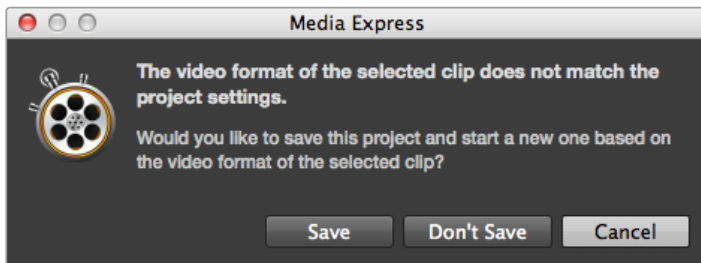 Media Express
The video format of the selected clip does not match the
project settings.
Would you like to save this project and start a new one based on
the video format of the selected clip?
Save Don't Save Cancel